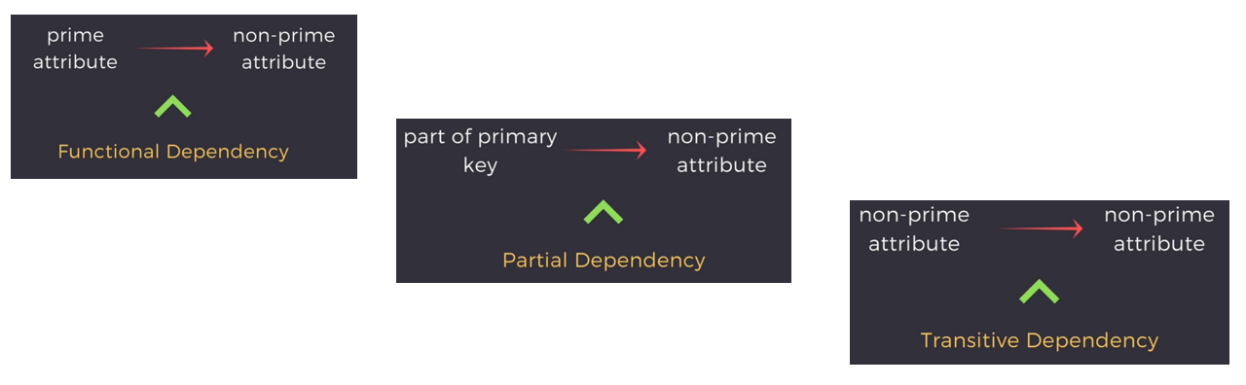 prime
attribute
non-prime
attribute
Functional Dependency
part of primary
key
non-prime
attribute
Partial Dependency
non-prime
attribute
non-prime
attribute
Transitive Dependency